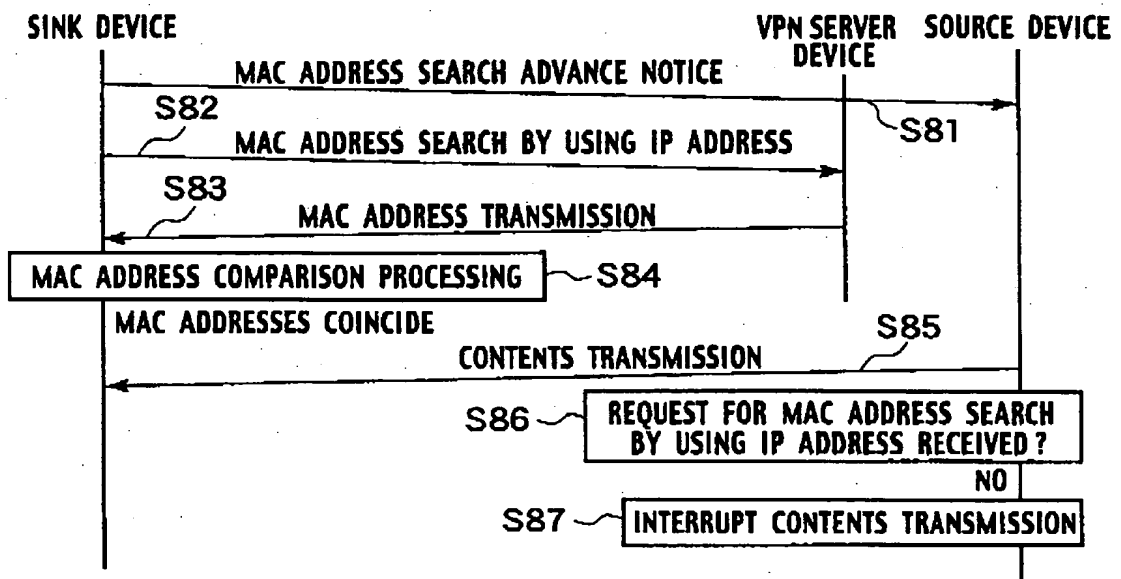 SINK DEVICE
VPN SERVER DEVICE
SOURCE DEVICE
MAC ADDRESS SEARCH ADVANCE NOTICE
S81
S82
MAC ADDRESS SEARCH BY USING IP ADDRESS
S83
MAC ADDRESS TRANSMISSION
MAC ADDRESS COMPARISON PROCESSING
S84
MAC ADDRESSES COINCIDE
S85
CONTENTS TRANSMISSION
S86
REQUEST FOR MAC ADDRESS SEARCH
BY USING IP ADDRESS RECEIVED?
NO
S87
INTERRUPT CONTENTS TRANSMISSION